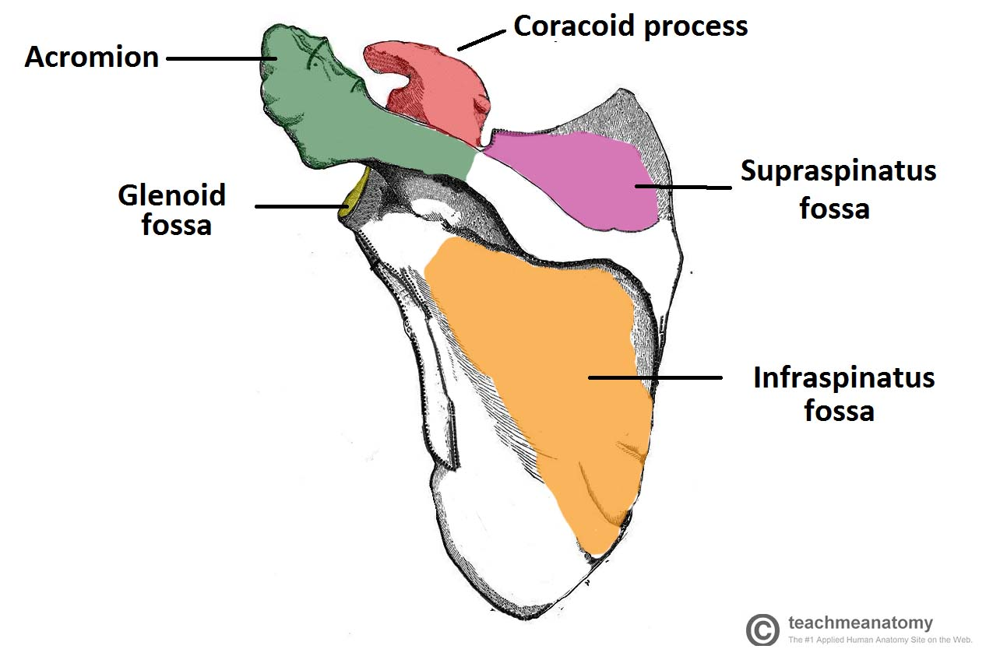 Coracoid process
Acromion
Supraspinatus
fossa
Glenoid
fossa
Infraspinatus
fossa
© teachmeanatomy
The #1 Applied Human Anatomy Site on the Web.